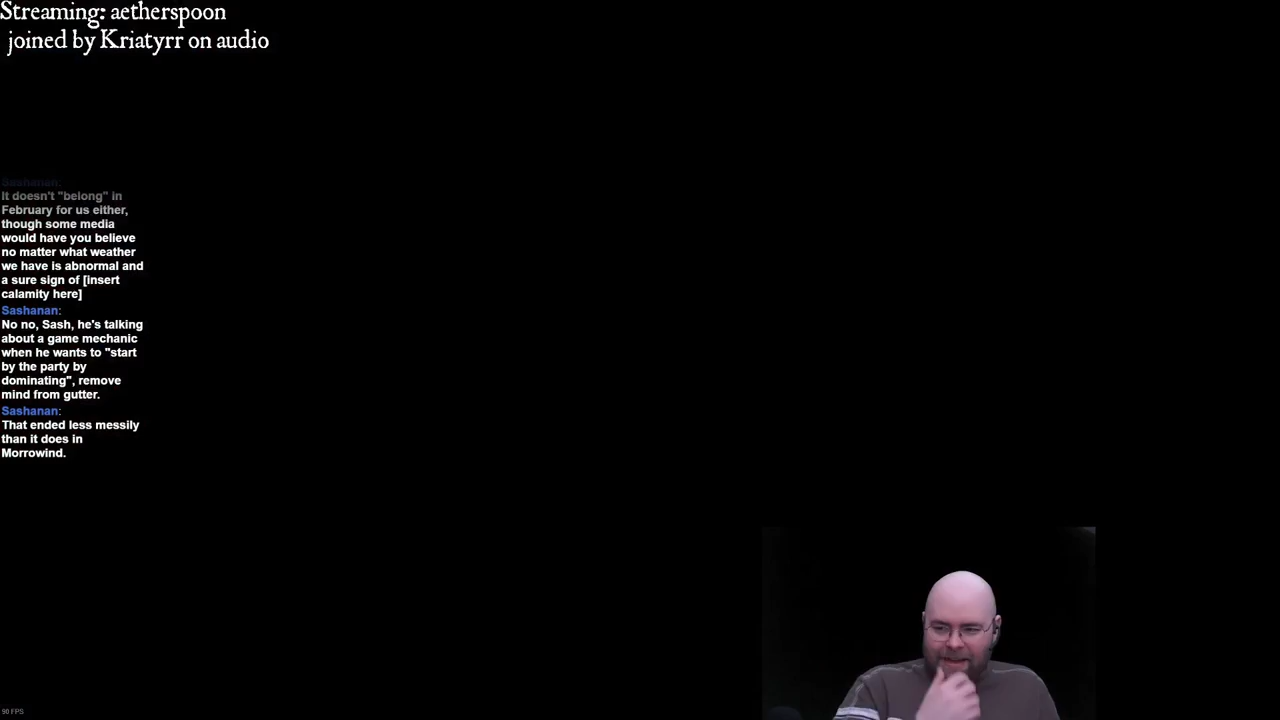 Streaming: aetherspoon
joined by Kriatyrr on audio
Sashanan:
It doesn't "belong" in
February for us either,
though some media
would have you believe
no matter what weather
we have is abnormal and
a sure sign of [insert
calamity here]
Sashanan:
No no, Sash, he's talking
about a game mechanic
when he wants to "start
by the party by
dominating", remove
mind from gutter.
Sashanan:
That ended less messily
than it does in
Morrowind.
90 FPS